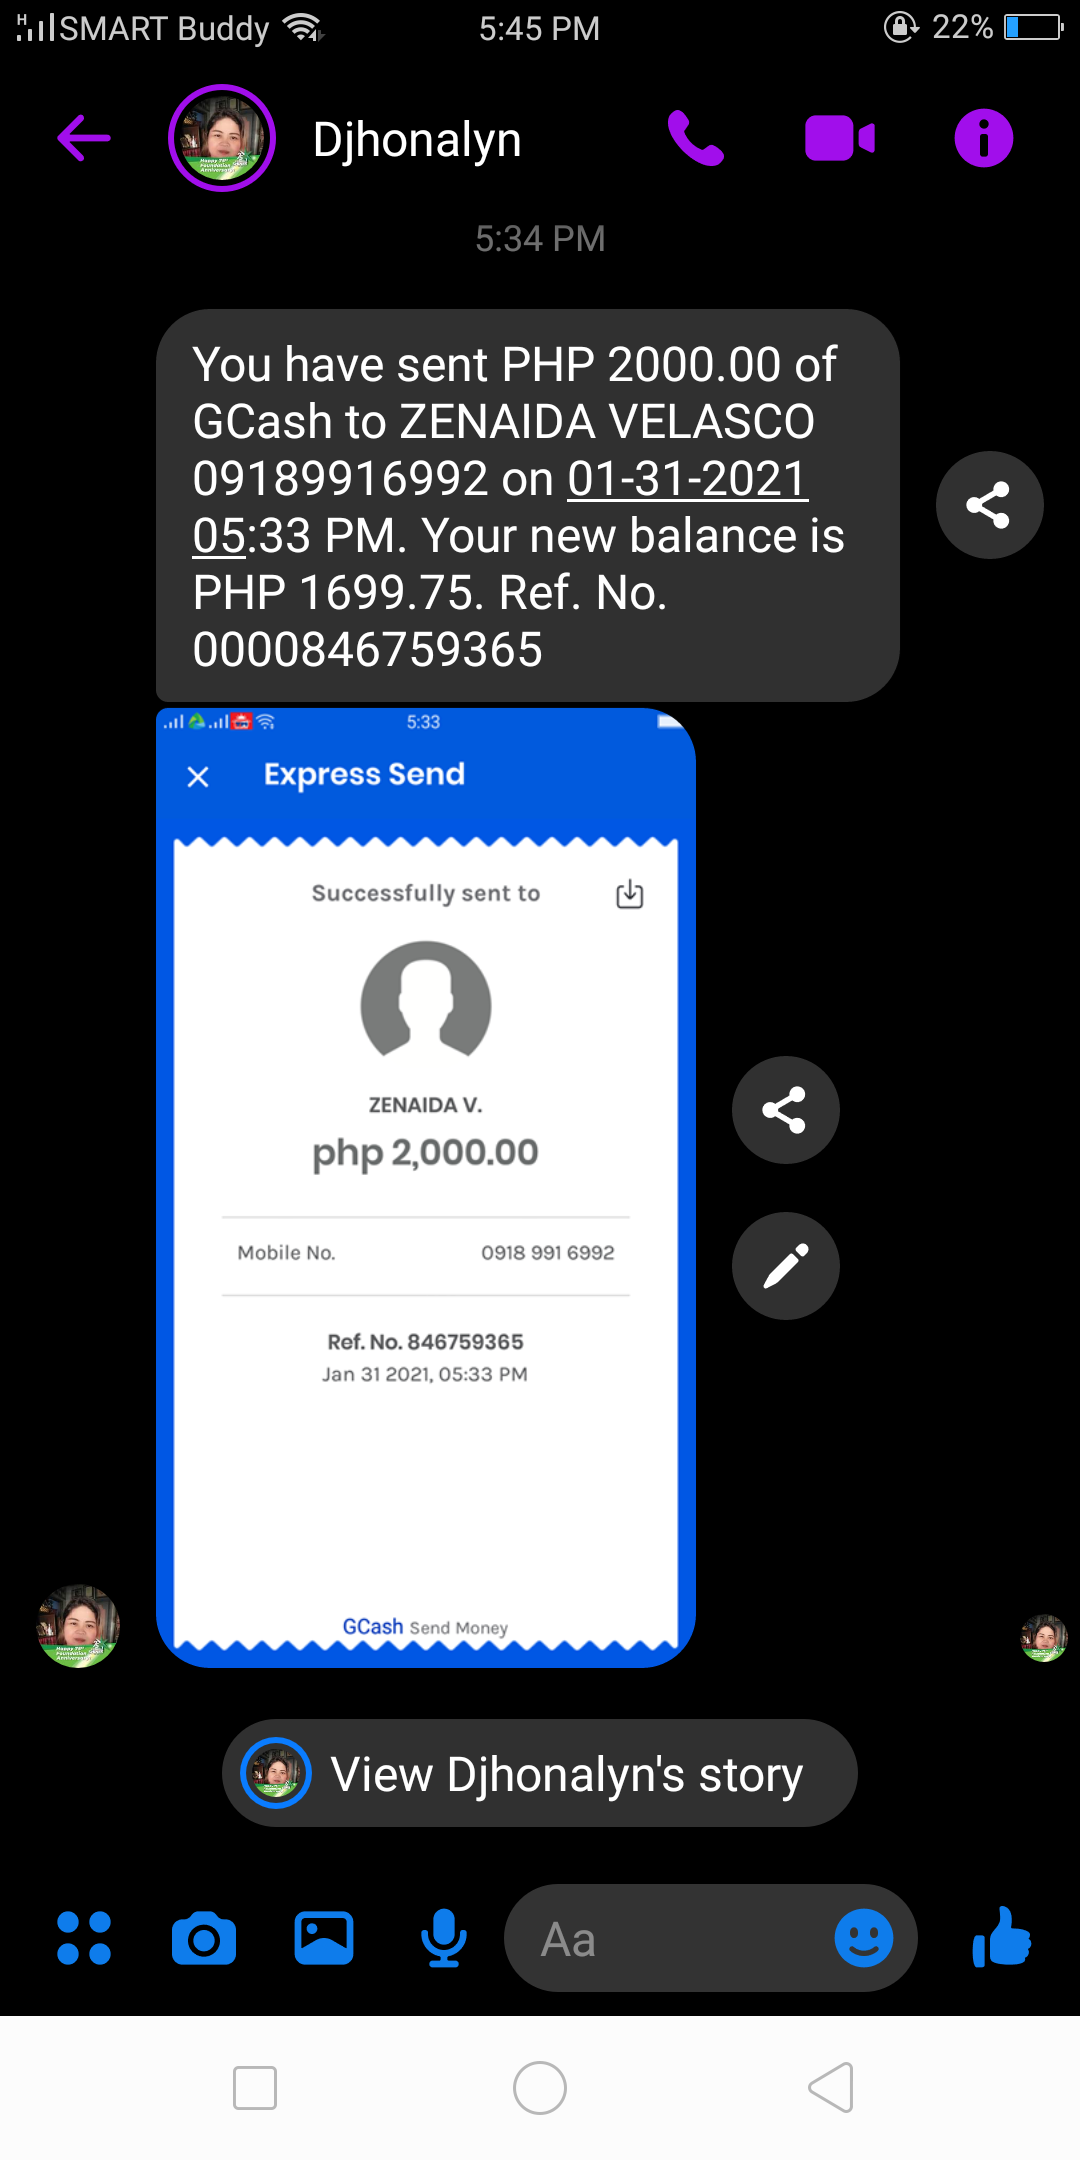 SMART Buddy 5:45 PM 22%
Djhonalyn
5:34 PM
You have sent PHP 2000.00 of
GCash to ZENAIDA VELASCO
09189916992 on 01-31-2021
05:33 PM. Your new balance is
PHP 1699.75. Ref. No.
0000846759365
5:33
Express Send
Successfully sent to
ZENAIDA V.
php 2,000.00
Mobile No. 0918 991 6992
Ref. No. 846759365
Jan 31 2021, 05:33 PM
GCash Send Money
View Djhonalyn's story
Aa